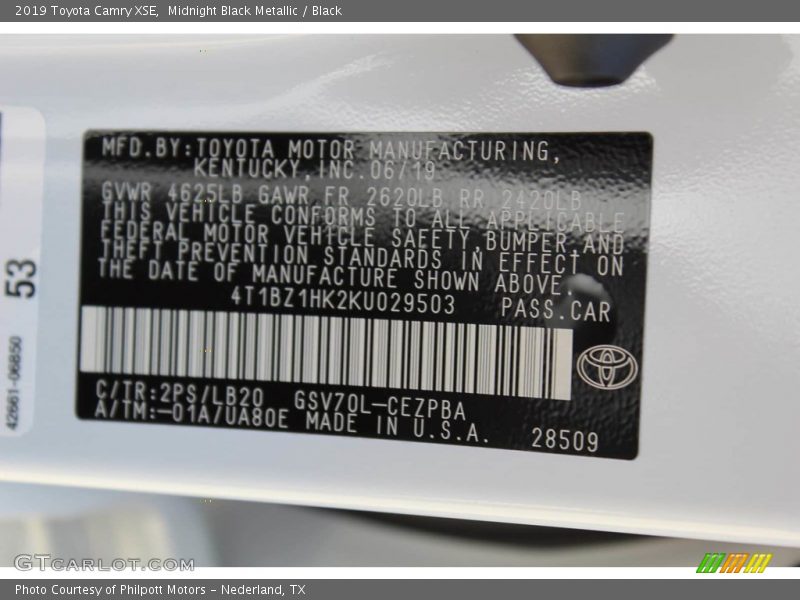 2019 Toyota Camry XSE,  Midnight Black Metallic / Black
MFD.BY:TOYOTA MOTOR MANUFACTURING,
KENTUCKY,INC.06/19
GVWR 4625LB GAWR FR 2620LB RR 2420LB
THIS VEHICLE CONFORMS TO ALL APPLICABLE
FEDERAL MOTOR VEHICLE SAFETY,BUMPER,AND
THEFT PREVENTION STANDARDS IN EFFECT ON
THE DATE OF MANUFACTURE SHOWN ABOVE.
4T1BZ1HK2KU029503 PASS.CAR
C/TR:2PS/LB20 GSV70L-CEZPBA
A/TM:-01A/UA80E MADE IN U.S.A. 28509
53
42661-06850
GTCARLOT.COM
Photo Courtesy of Philpott Motors - Nederland, TX